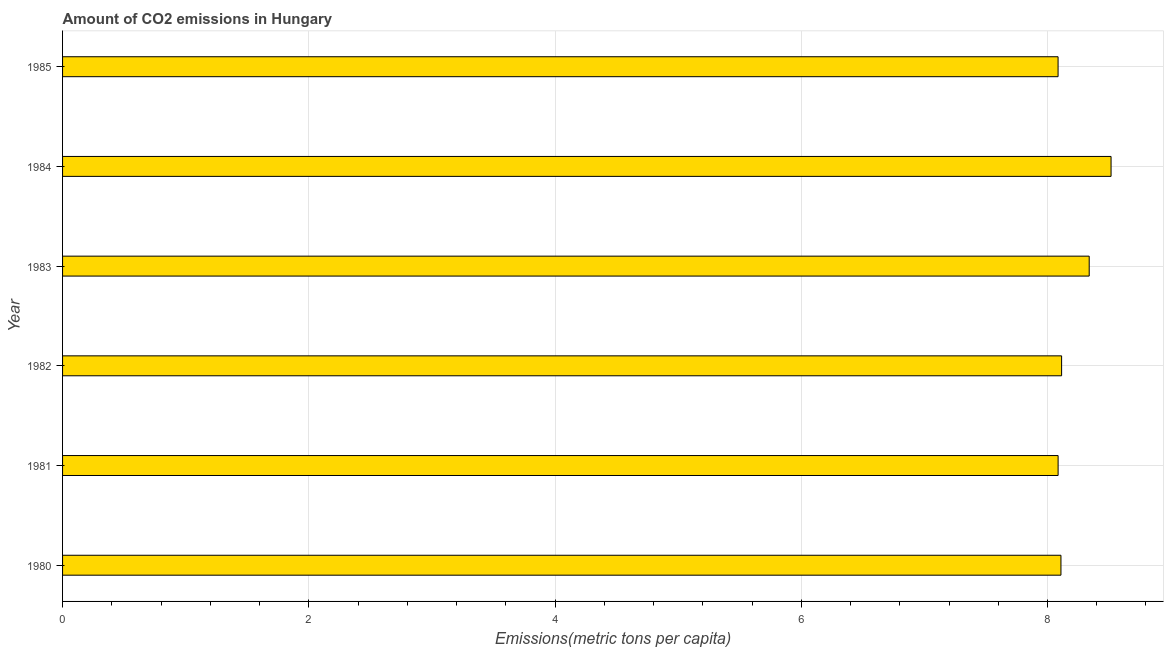 Amount of CO2 emissions in Hungary
1985
1984
1983
1982
1981
1980
Year
0 2 4 6 8
Emissions(metric tons per capita)